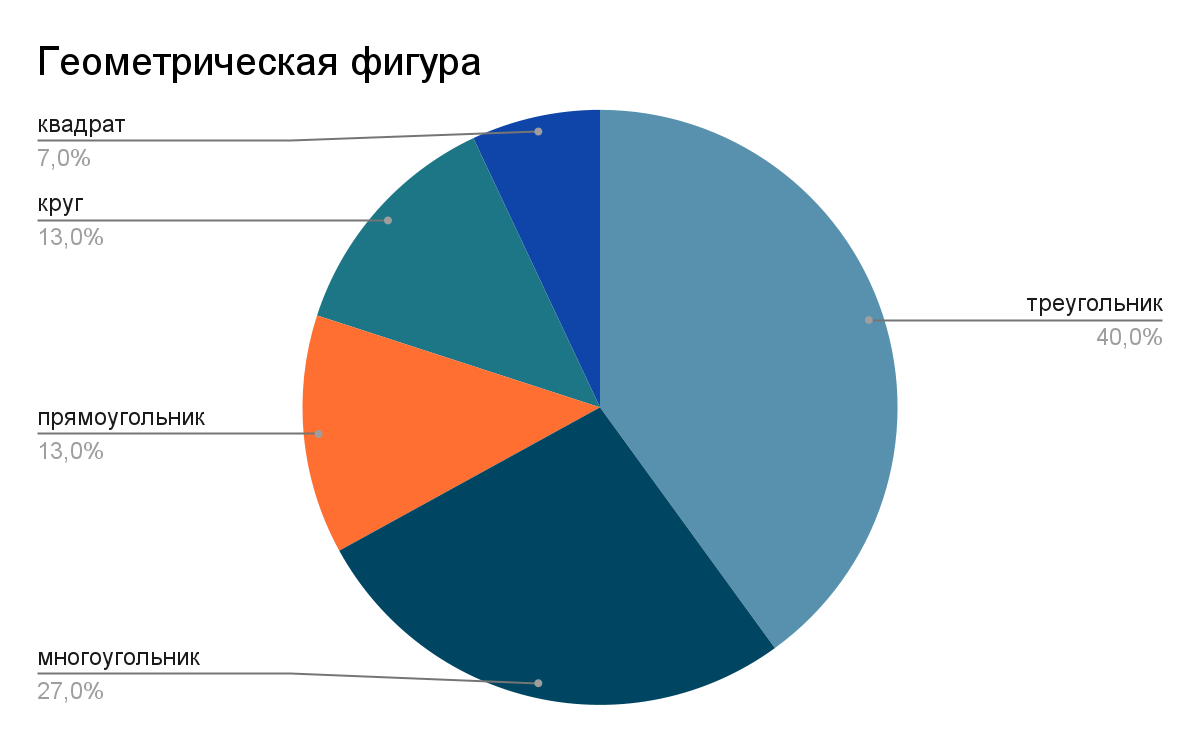 Геометрическая фигура
квадрат
7,0%
круг
13,0%
треугольник
40,0%
прямоугольник
13,0%
многоугольник
27,0%